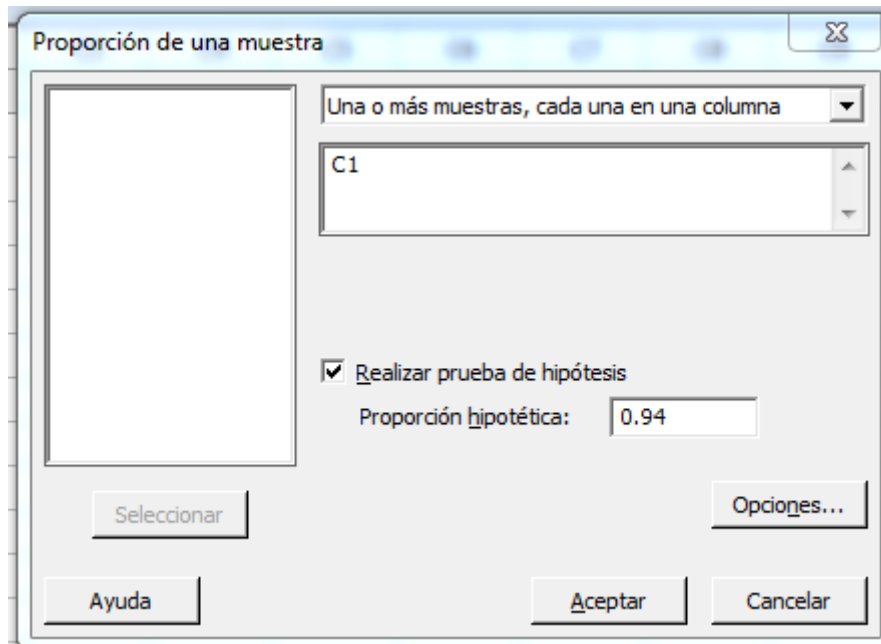 Proporción de una muestra
Una o más muestras, cada una en una columna
C1
Realizar prueba de hipótesis
Proporción hipotética: 0.94
Seleccionar
Opciones...
Ayuda
Aceptar
Cancelar